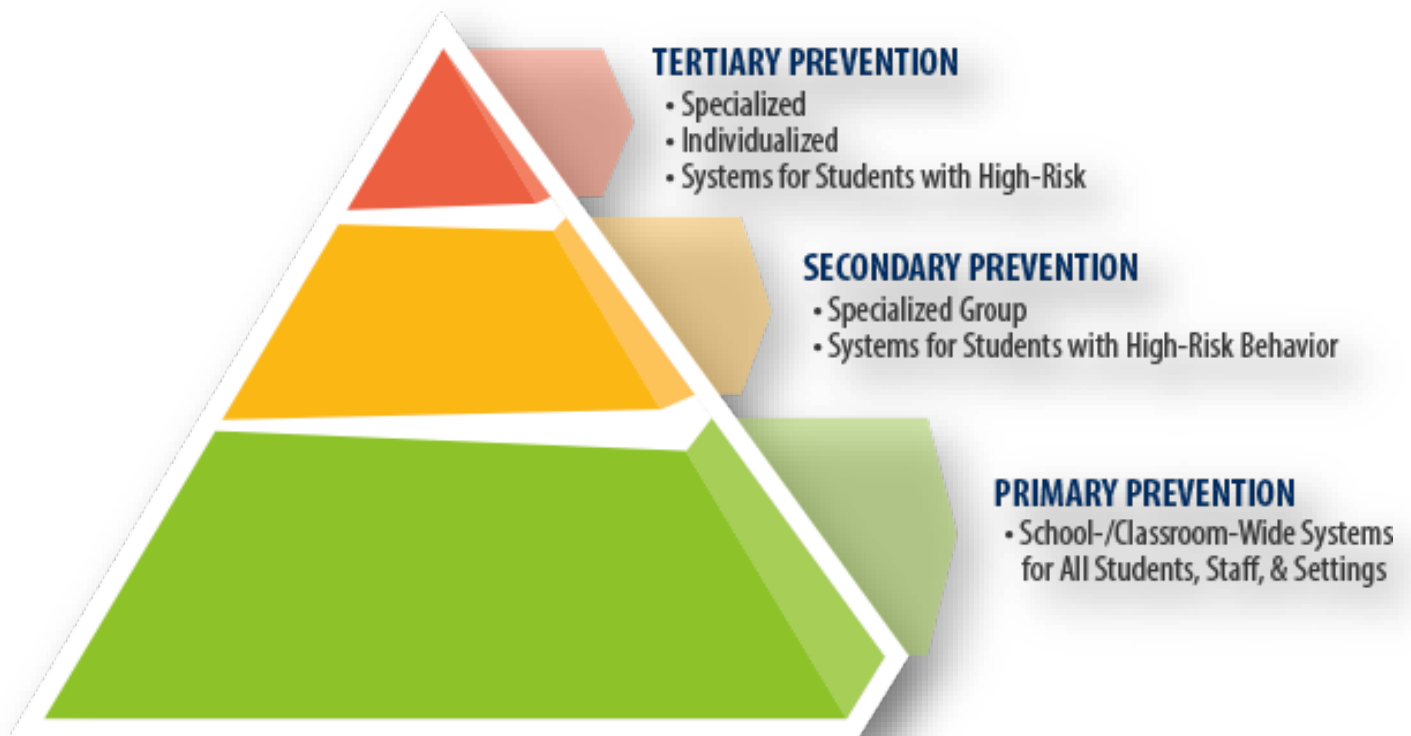 TERTIARY PREVENTION
• Specialized
• Individualized
• Systems for Students with High-Risk
SECONDARY PREVENTION
• Specialized Group
• Systems for Students with High-Risk Behavior
PRIMARY PREVENTION
• School-/Classroom-Wide Systems
for All Students, Staff, & Settings